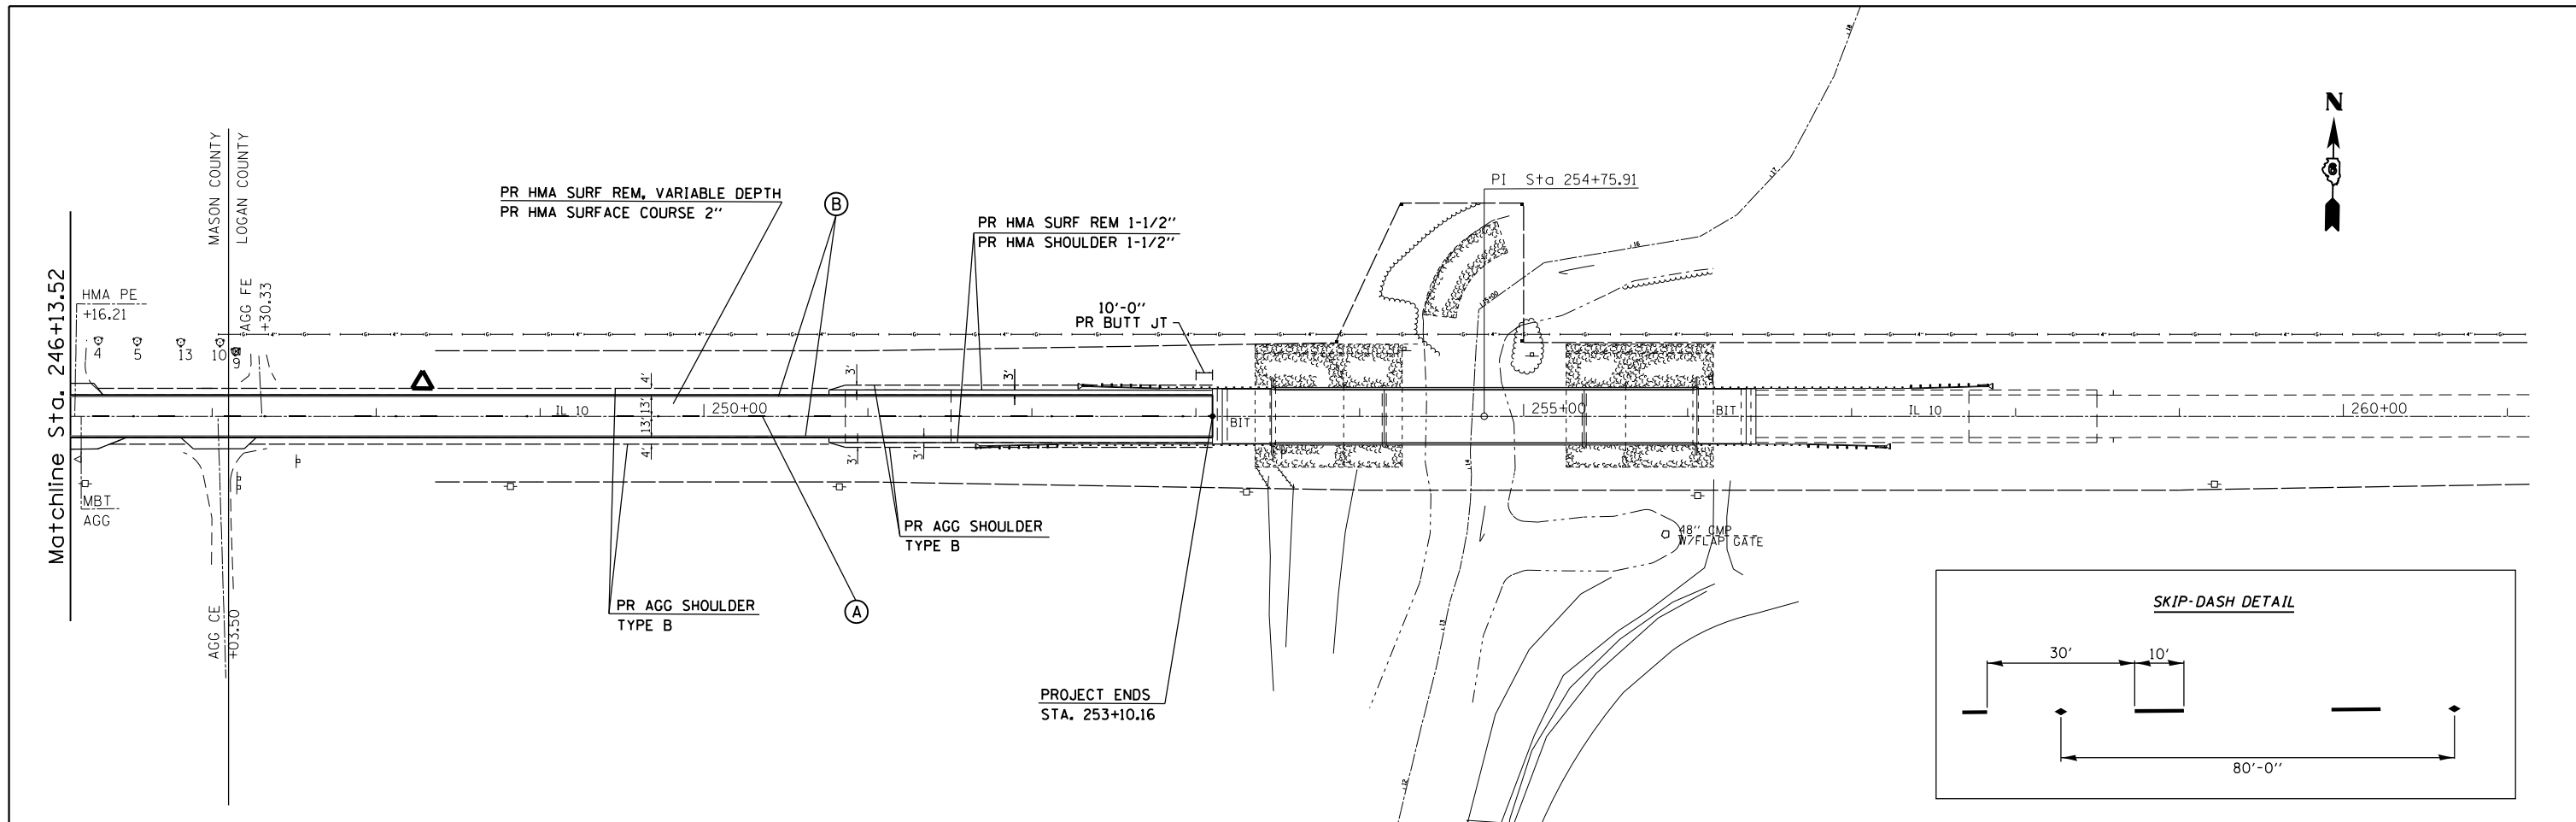 Matchline Sta. 246+13.52
HMA PE
+16.21
4
5
13
10
9
MASON COUNTY
LOGAN COUNTY
AGG FE
+30.33
MBT
AGG
AGG CE
+03.50
PR HMA SURF REM, VARIABLE DEPTH
PR HMA SURFACE COURSE 2''
B
PR HMA SURF REM 1-1/2''
PR HMA SHOULDER 1-1/2''
10'-0''
PR BUTT JT
PI Sta 254+75.91
N
6
4'
13'
13'
4'
3'
3'
3'
3'
IL 10
250+00
BIT
255+00
BIT
IL 10
260+00
PR AGG SHOULDER
TYPE B
PR AGG SHOULDER
TYPE B
A
PROJECT ENDS
STA. 253+10.16
48'' CMP
W/FLAP GATE
SKIP-DASH DETAIL
30'
10'
80'-0''